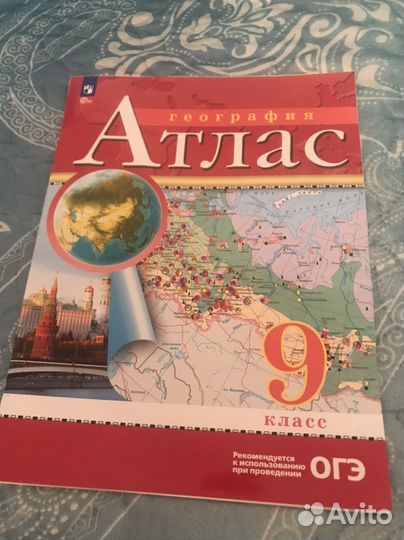 география
Атлас
9
класс
Рекомендуется
к использованию
при проведении
ОГЭ
Avito